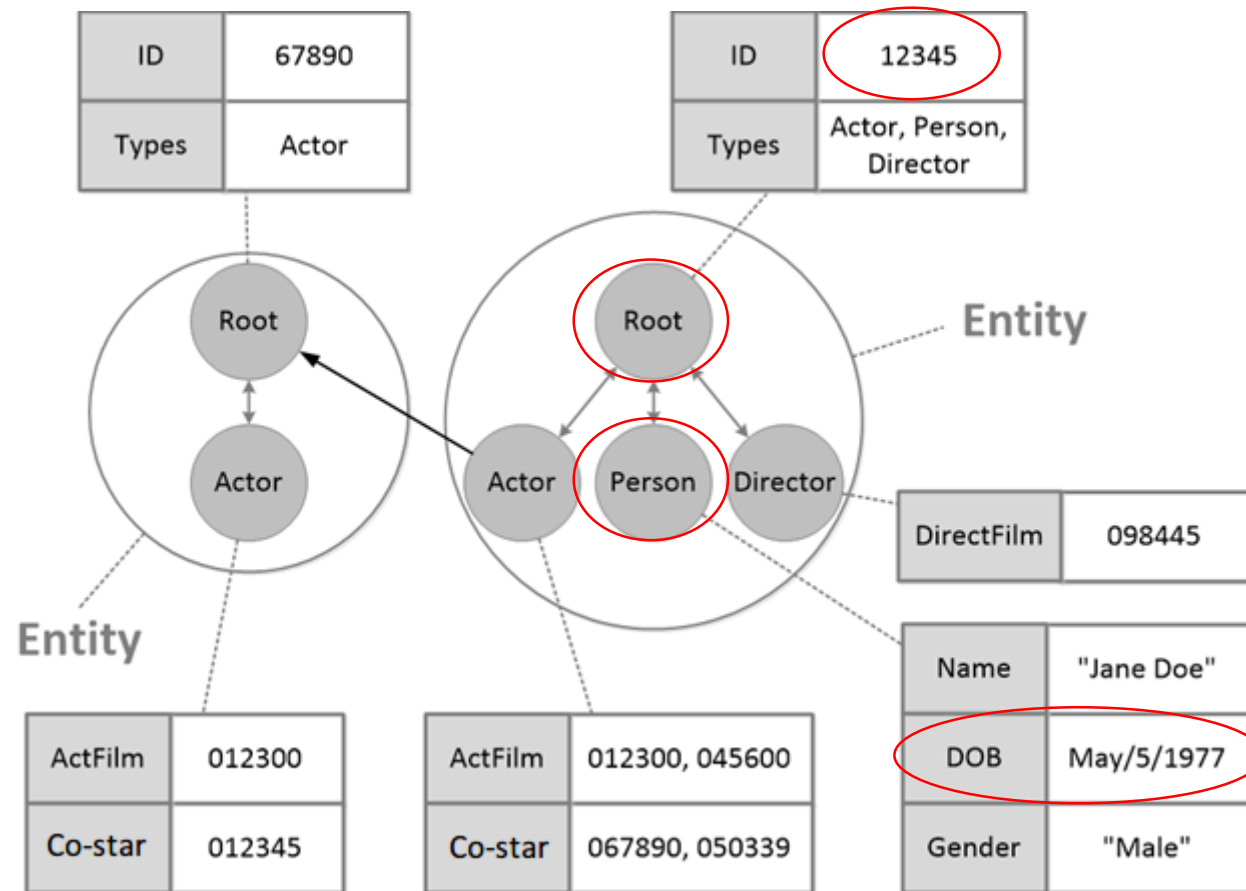 ID 67890
Types Actor
ID 12345
Types Actor, Person,
Director
Root
Actor
Entity
Root
Actor Person Director
Entity
DirectFilm 098445
Name "Jane Doe"
DOB May/5/1977
Gender "Male"
ActFilm 012300
Co-star 012345
ActFilm 012300, 045600
Co-star 067890, 050339